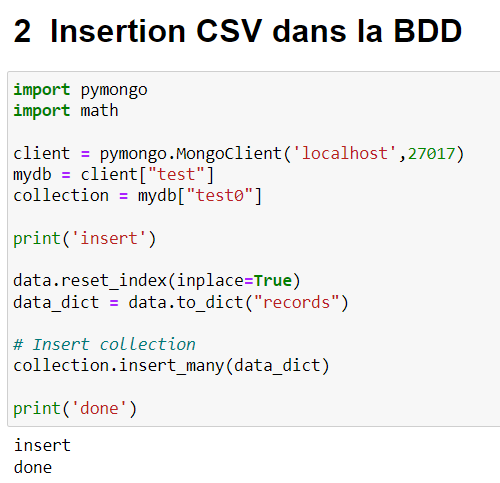 2 Insertion CSV dans la BDD
import pymongo
import math
client = pymongo.MongoClient('localhost',27017)
mydb = client["test"]
collection = mydb["test0"]
print('insert')
data.reset_index(inplace=True)
data_dict = data.to_dict("records")
# Insert collection
collection.insert_many(data_dict)
print('done')
insert
done